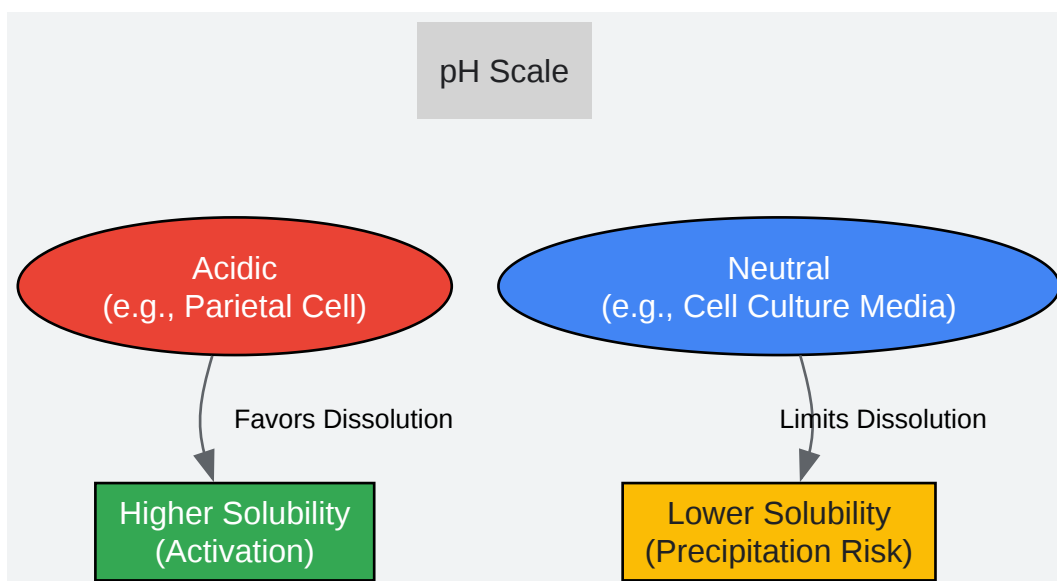 pH Scale
Acidic
(e.g., Parietal Cell)
Neutral
(e.g., Cell Culture Media)
Favors Dissolution
Limits Dissolution
Higher Solubility
(Activation)
Lower Solubility
(Precipitation Risk)